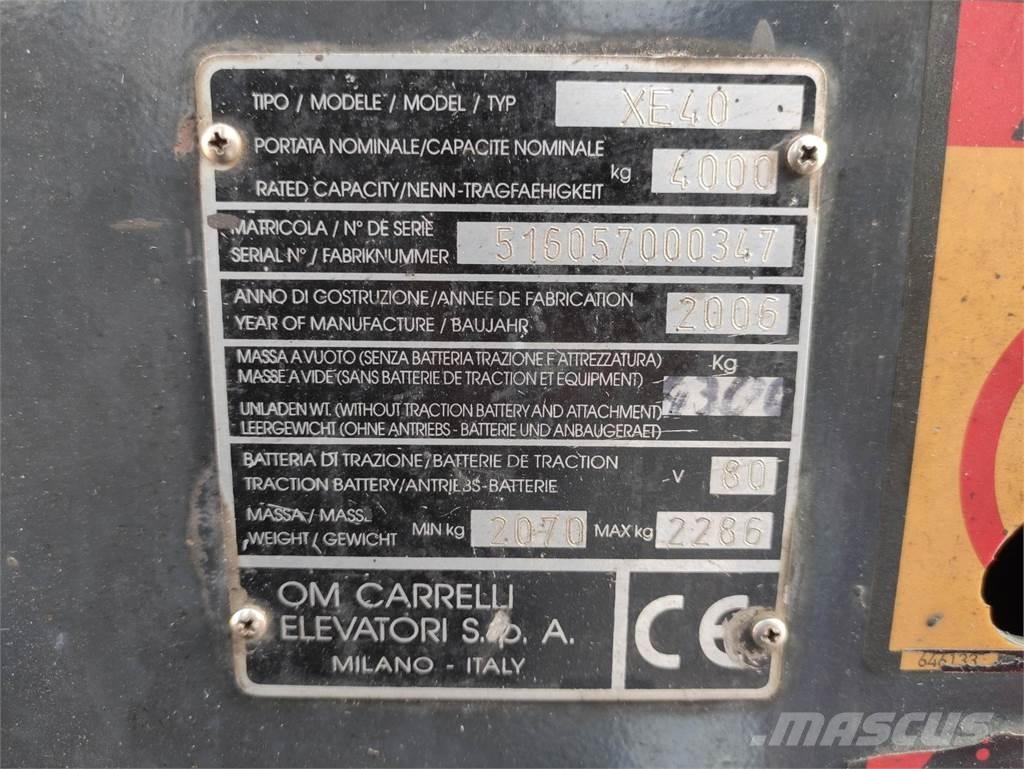 TIPO / MODELE / MODEL / TYP XE40
PORTATA NOMINALE/CAPACITE NOMINALE
RATED CAPACITY/NENN-TRAGFAEHIGKEIT kg 4000
MATRICOLA / Nº DE SERIE
SERIAL Nº / FABRIKNUMMER 516057000347
ANNO DI COSTRUZIONE/ANNEE DE FABRICATION
YEAR OF MANUFACTURE / BAUJAHR 2006
MASSA A VUOTO (SENZA BATTERIA TRAZIONE E ATTREZZATURA) Kg
MASSE A VIDE (SANS BATTERIE DE TRACTION ET EQUIPMENT)
UNLADEN WT. (WITHOUT TRACTION BATTERY AND ATTACHMENT)
LEERGEWICHT (OHNE ANTRIEBS - BATTERIE UND ANBAUGERAET)
BATTERIA DI TRAZIONE/BATTERIE DE TRACTION
TRACTION BATTERY/ANTRIEBS-BATTERIE V 80
MASSA / MASSE
WEIGHT / GEWICHT MIN kg 2070 MAX kg 2286
OM CARRELLI
ELEVATORI S.p. A.
MILANO - ITALY
CE
646133
MASCUS